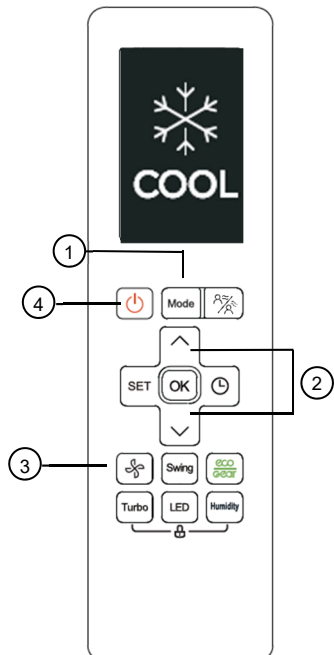 COOL
1
4
Mode
2
SET OK
3
Swing eco GEAR
Turbo LED Humidity